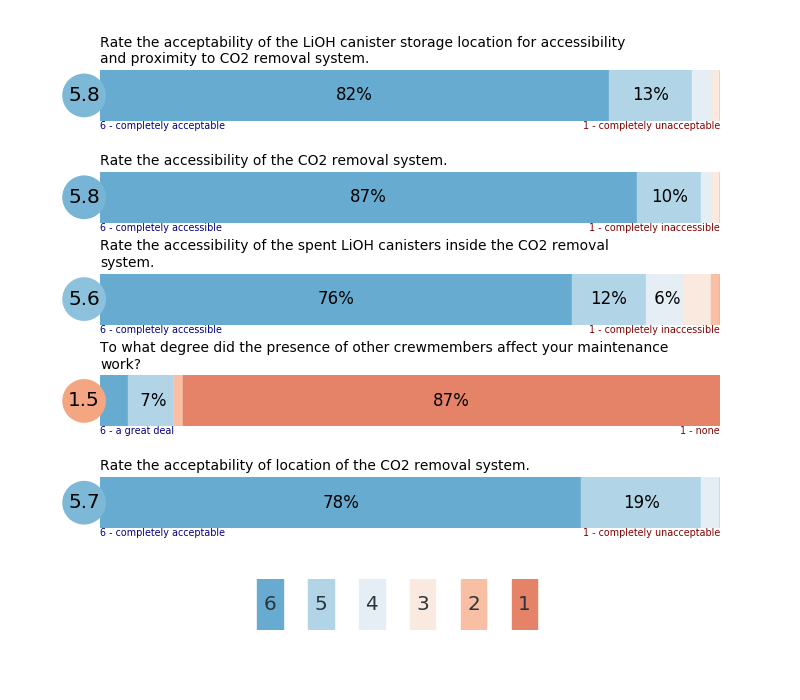 Rate the acceptability of the LiOH canister storage location for accessibility
and proximity to CO2 removal system.
5.8 82% 13%
6 - completely acceptable 1 - completely unacceptable
Rate the accessibility of the CO2 removal system.
5.8 87% 10%
6 - completely accessible 1 - completely inaccessible
Rate the accessibility of the spent LiOH canisters inside the CO2 removal
system.
5.6 76% 12% 6%
6 - completely accessible 1 - completely inaccessible
To what degree did the presence of other crewmembers affect your maintenance
work?
1.5 7% 87%
6 - a great deal 1 - none
Rate the acceptability of location of the CO2 removal system.
5.7 78% 19%
6 - completely acceptable 1 - completely unacceptable
6 5 4 3 2 1